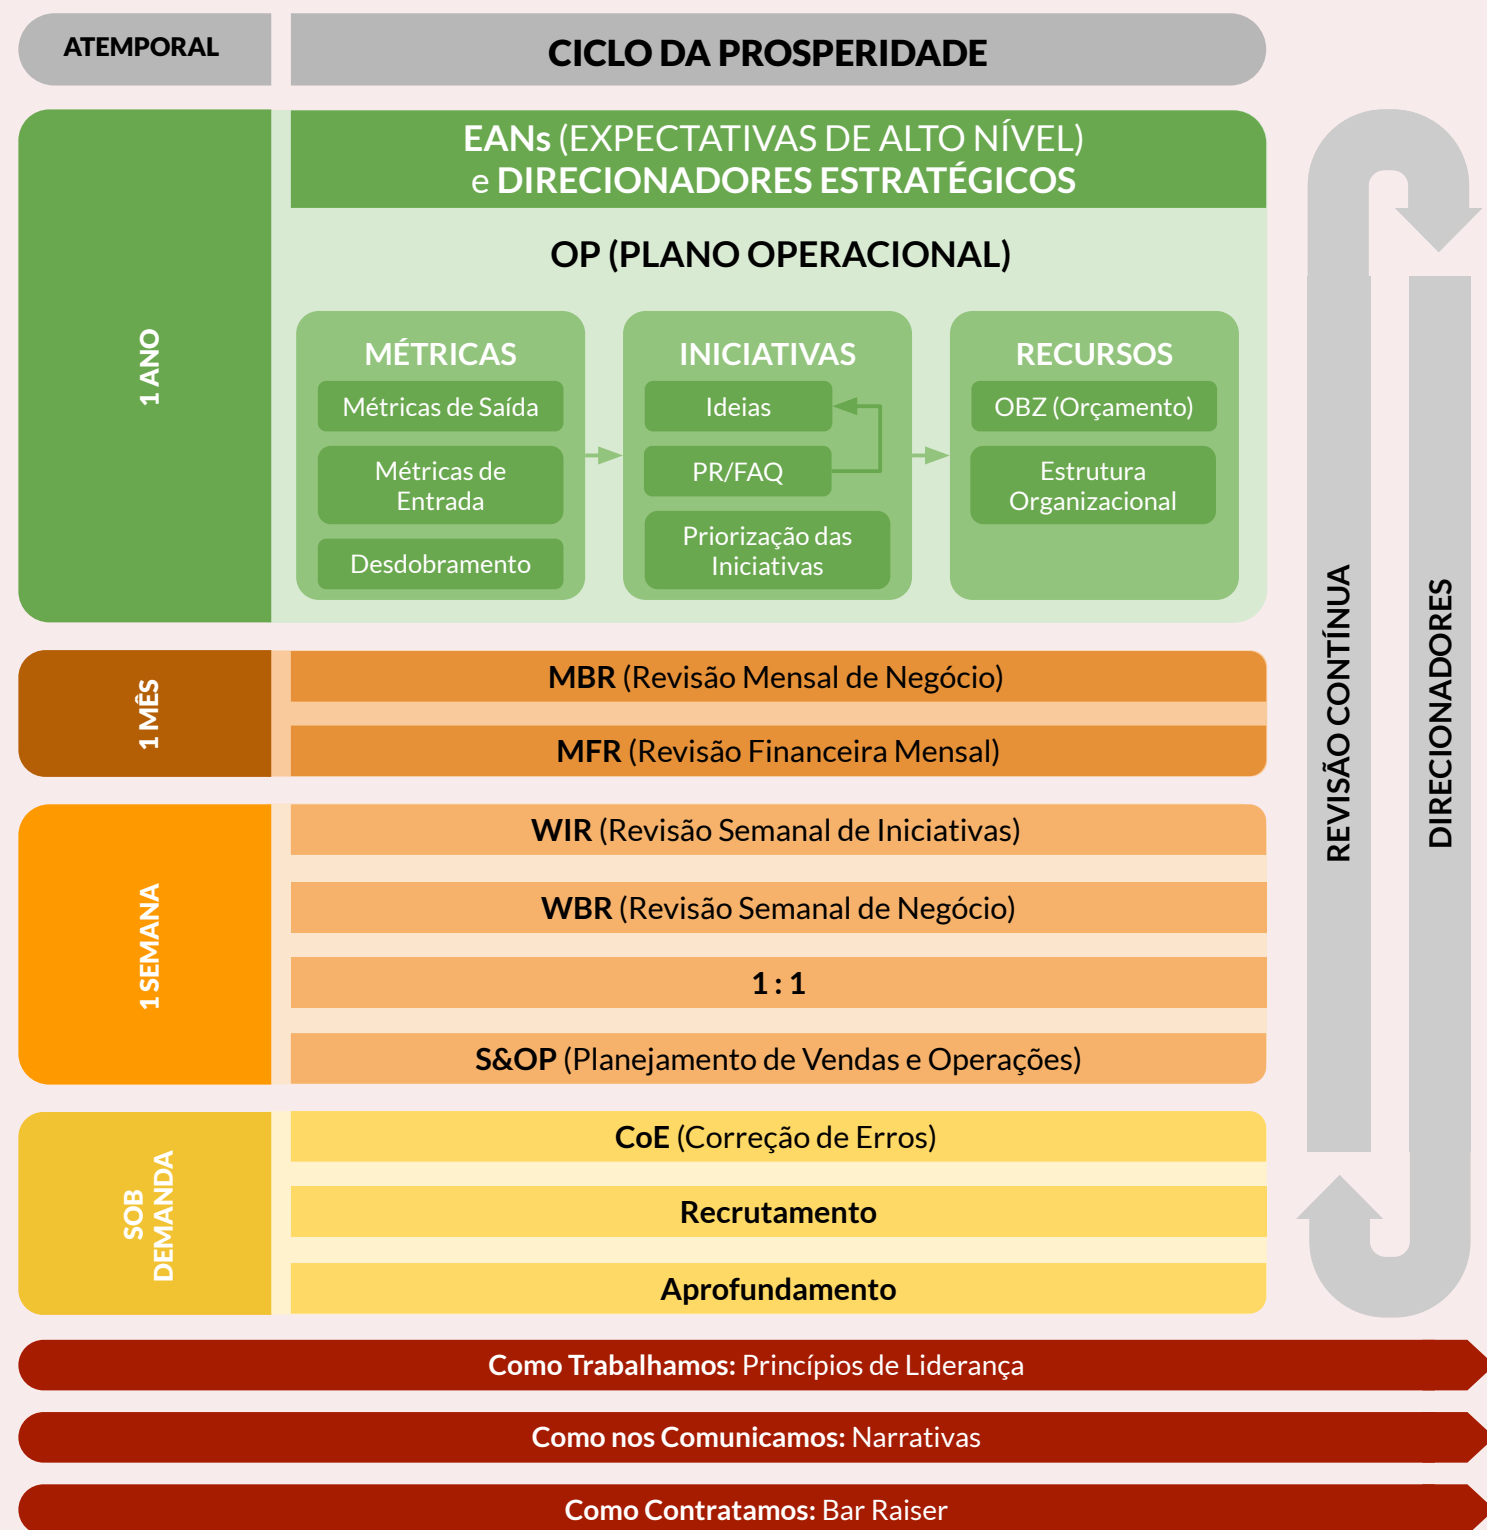 ATEMPORAL
CICLO DA PROSPERIDADE
1 ANO
EANs (EXPECTATIVAS DE ALTO NÍVEL)
e DIRECIONADORES ESTRATÉGICOS
OP (PLANO OPERACIONAL)
MÉTRICAS
Métricas de Saída
Métricas de
Entrada
Desdobramento
INICIATIVAS
Ideias
PR/FAQ
Priorização das
Iniciativas
RECURSOS
OBZ (Orçamento)
Estrutura
Organizacional
1 MÊS
MBR (Revisão Mensal de Negócio)
MFR (Revisão Financeira Mensal)
1 SEMANA
WIR (Revisão Semanal de Iniciativas)
WBR (Revisão Semanal de Negócio)
1 : 1
S&OP (Planejamento de Vendas e Operações)
SOB
DEMANDA
CoE (Correção de Erros)
Recrutamento
Aprofundamento
REVISÃO CONTÍNUA
DIRECIONADORES
Como Trabalhamos: Princípios de Liderança
Como nos Comunicamos: Narrativas
Como Contratamos: Bar Raiser